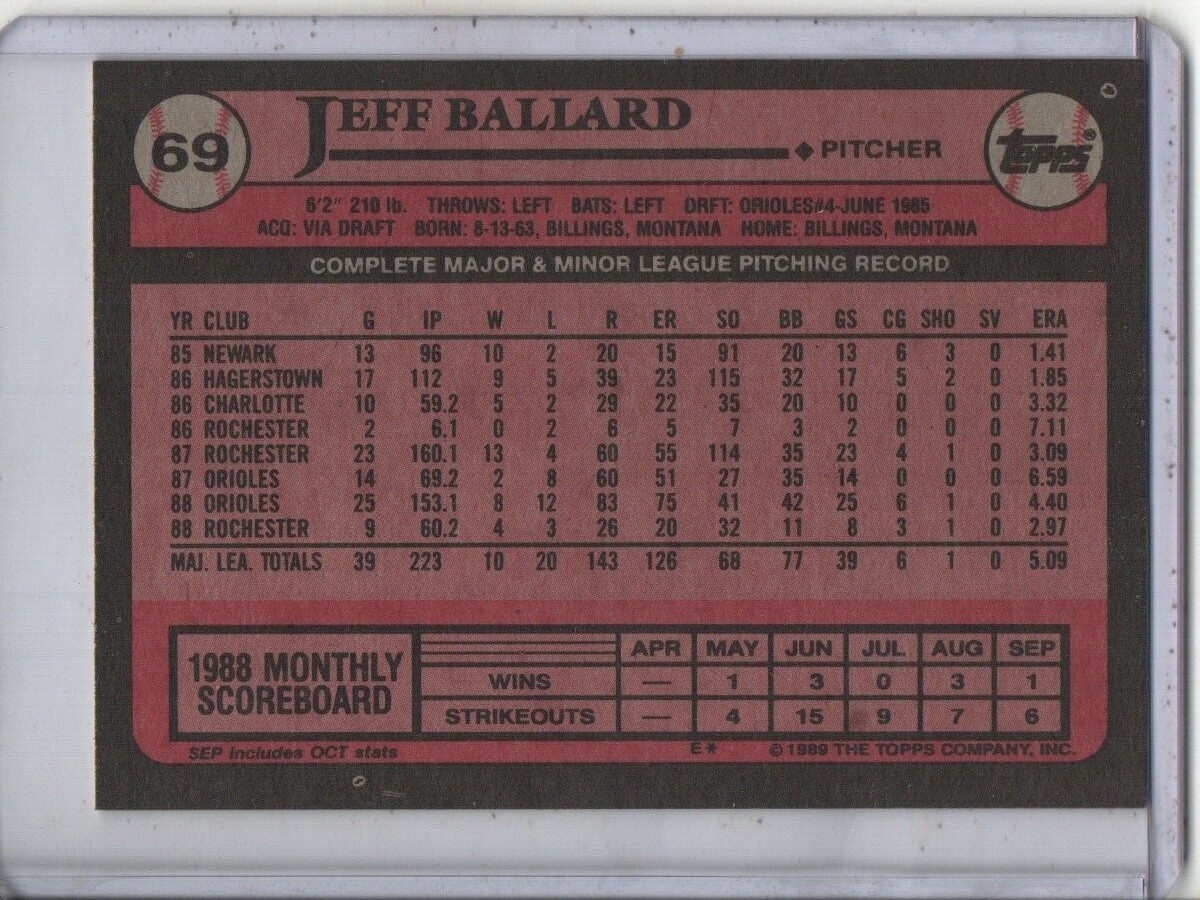 69
JEFF BALLARD
◆ PITCHER
topps®
6'2" 210 lb. THROWS: LEFT BATS: LEFT DRFT: ORIOLES#4-JUNE 1985
ACQ: VIA DRAFT BORN: 8-13-63, BILLINGS, MONTANA HOME: BILLINGS, MONTANA
COMPLETE MAJOR & MINOR LEAGUE PITCHING RECORD
YR CLUB G IP W L R ER SO BB GS CG SHO SV ERA
85 NEWARK 13 96 10 2 20 15 91 20 13 6 3 0 1.41
86 HAGERSTOWN 17 112 9 5 39 23 115 32 17 5 2 0 1.85
86 CHARLOTTE 10 59.2 5 2 29 22 35 20 10 0 0 0 3.32
86 ROCHESTER 2 6.1 0 2 6 5 7 3 2 0 0 0 7.11
87 ROCHESTER 23 160.1 13 4 60 55 114 35 23 4 1 0 3.09
87 ORIOLES 14 69.2 2 8 60 51 27 35 14 0 0 0 6.59
88 ORIOLES 25 153.1 8 12 83 75 41 42 25 6 1 0 4.40
88 ROCHESTER 9 60.2 4 3 26 20 32 11 8 3 1 0 2.97
MAJ. LEA. TOTALS 39 223 10 20 143 126 68 77 39 6 1 0 5.09
1988 MONTHLY
SCOREBOARD
APR MAY JUN JUL AUG SEP
WINS — 1 3 0 3 1
STRIKEOUTS — 4 15 9 7 6
SEP includes OCT stats
E*
© 1989 THE TOPPS COMPANY, INC.